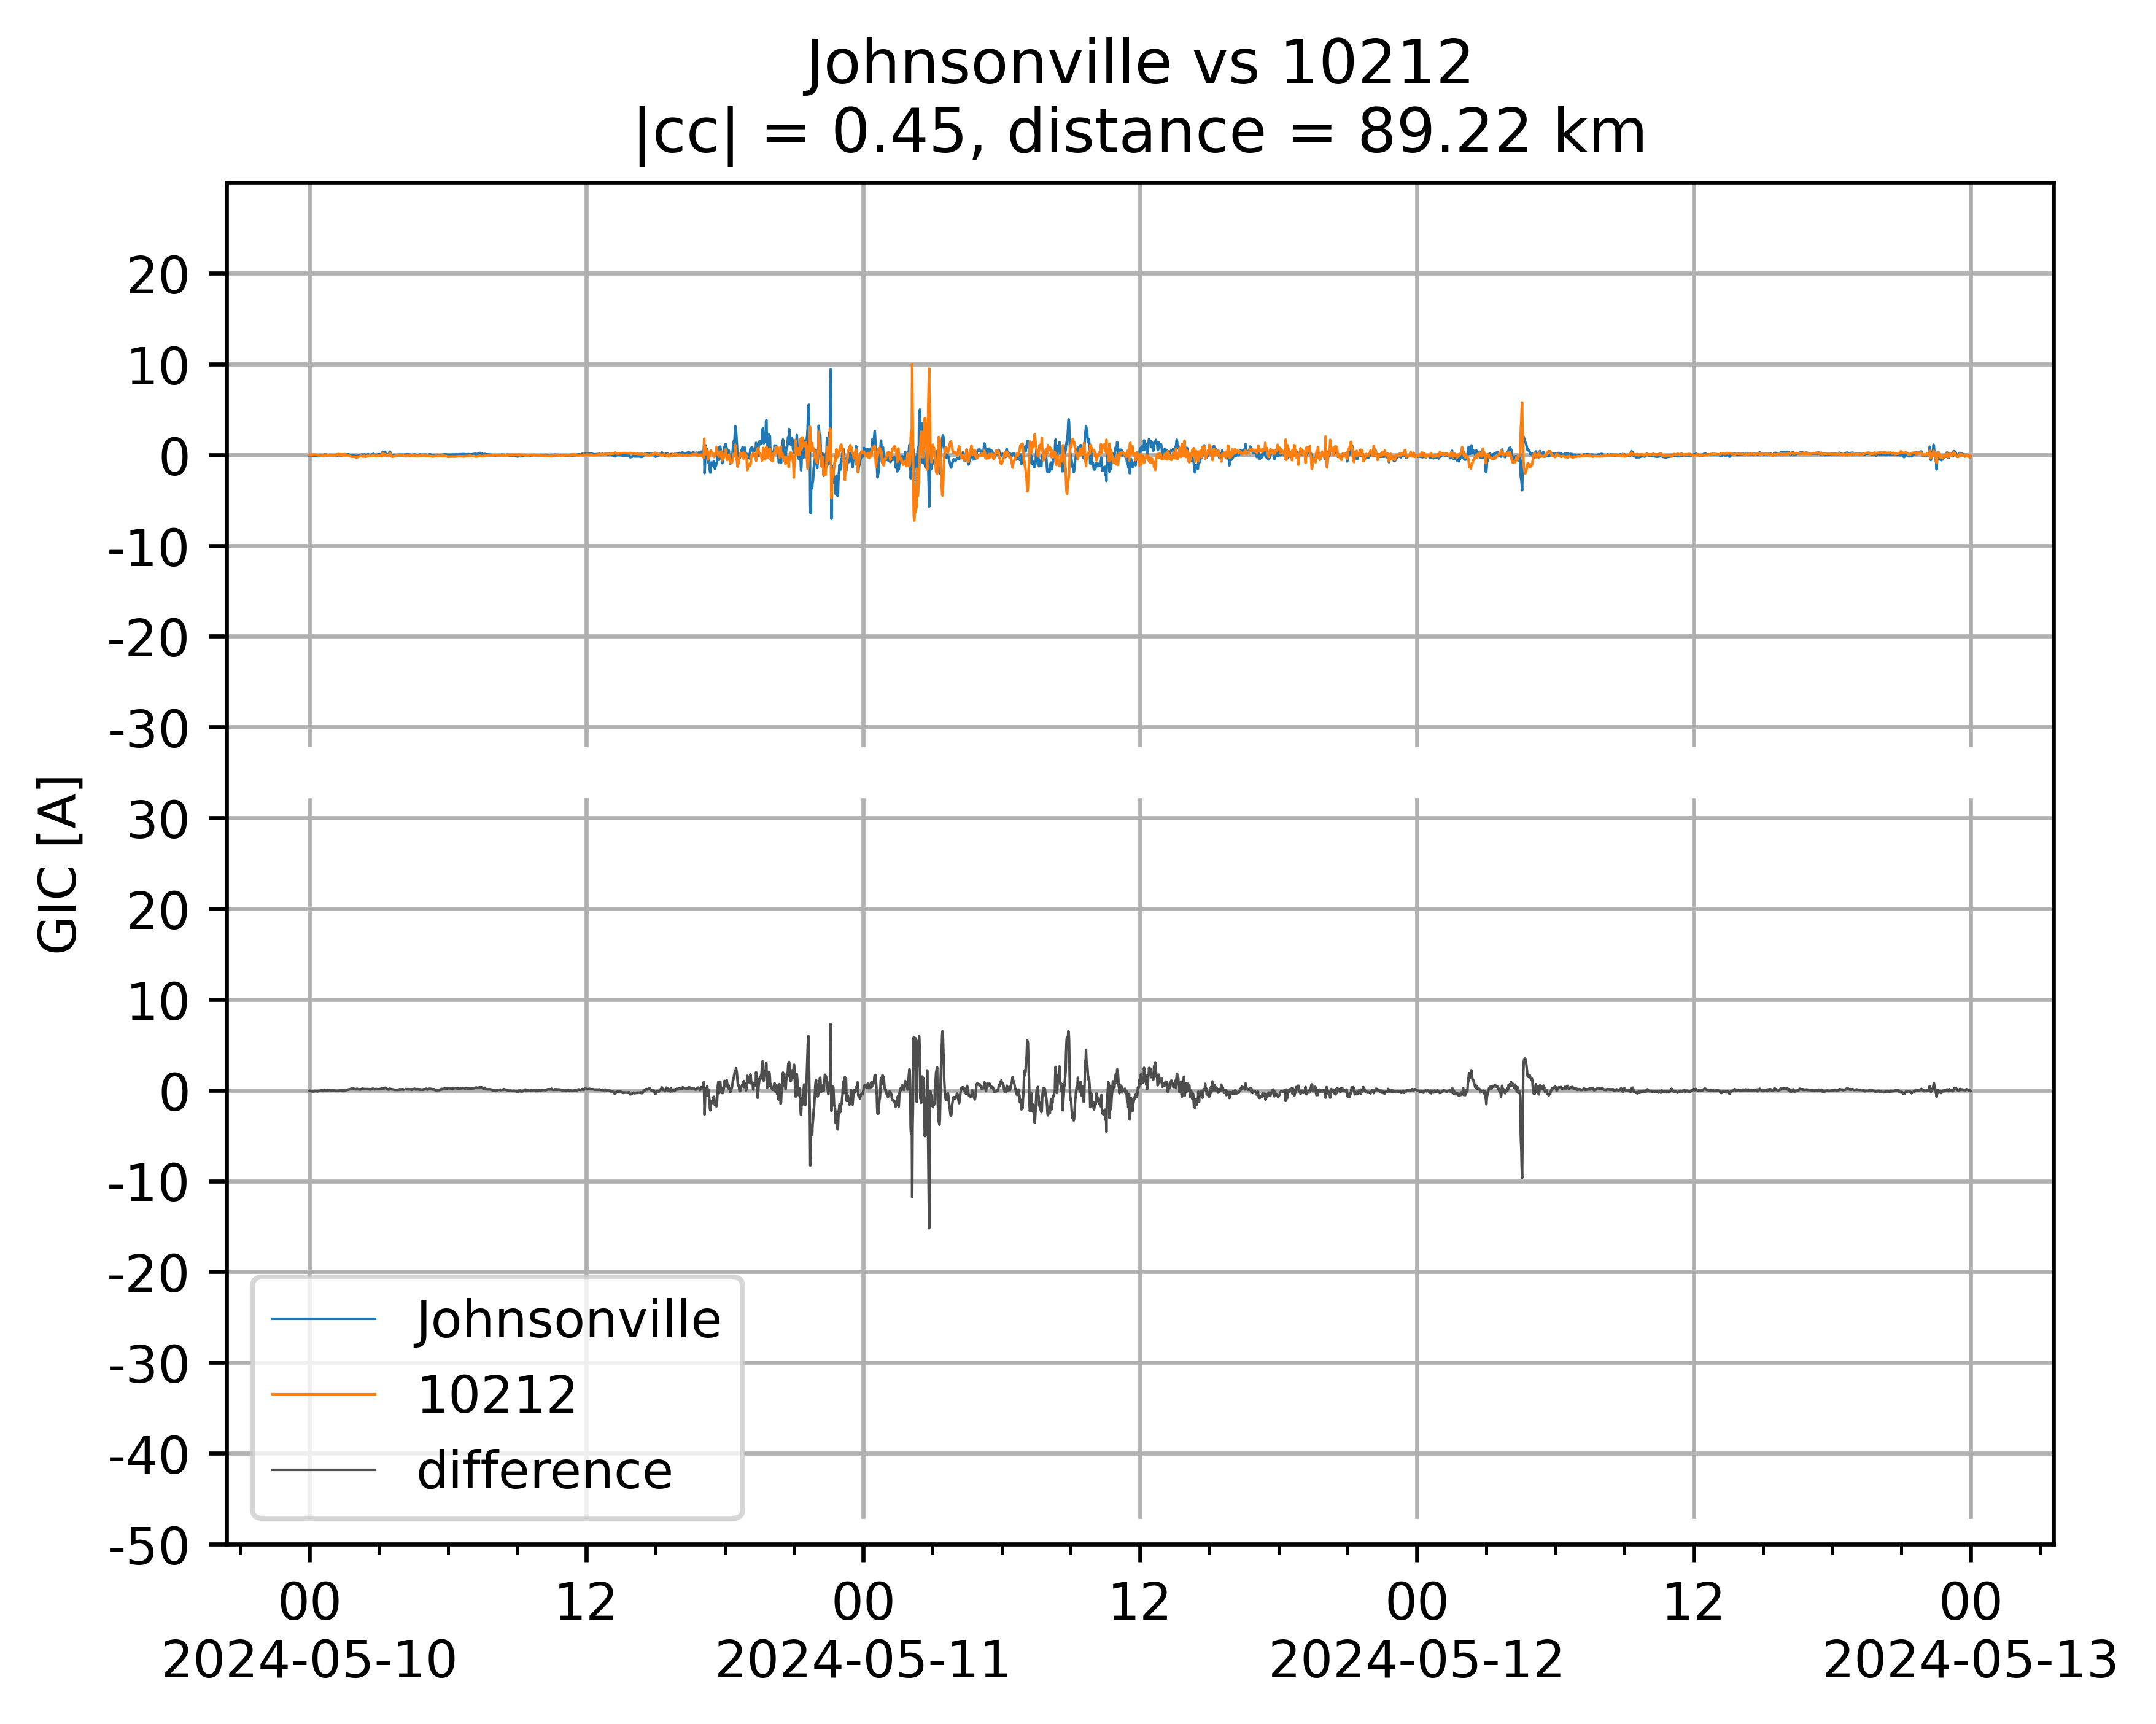 Johnsonville vs 10212
|cc| = 0.45, distance = 89.22 km
GIC [A]
20
10
0
-10
-20
-30
30
20
10
0
-10
-20
-30
-40
-50
Johnsonville
10212
difference
00 12 00 12 00 12 00
2024-05-10 2024-05-11 2024-05-12 2024-05-13